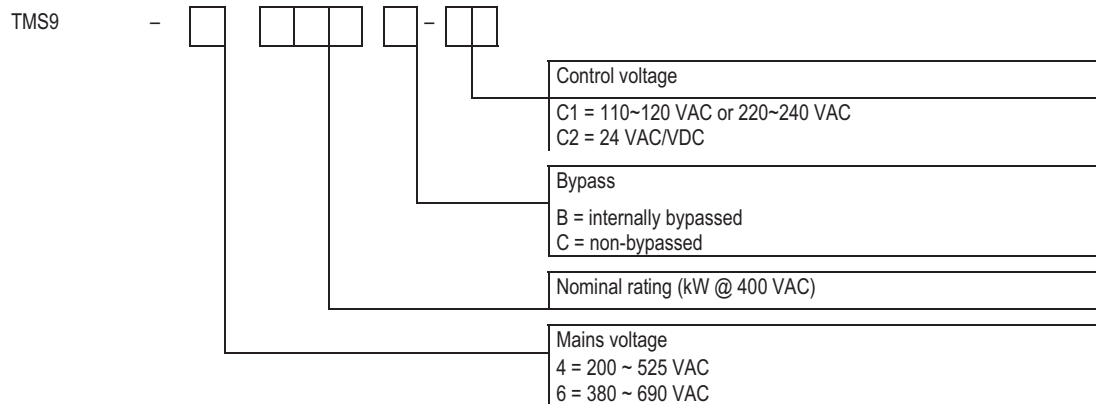 TMS9 – –
Control voltage
C1 = 110~120 VAC or 220~240 VAC
C2 = 24 VAC/VDC
Bypass
B = internally bypassed
C = non-bypassed
Nominal rating (kW @ 400 VAC)
Mains voltage
4 = 200 ~ 525 VAC
6 = 380 ~ 690 VAC